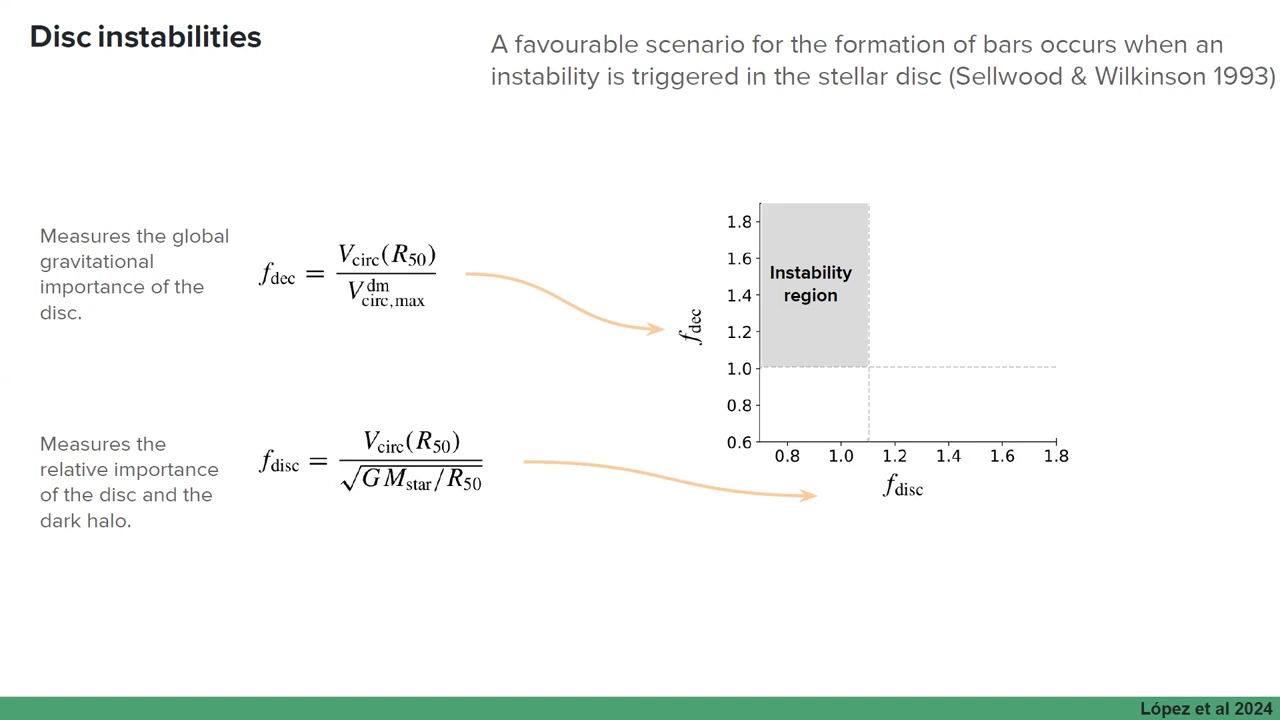 Disc instabilities
A favourable scenario for the formation of bars occurs when an
instability is triggered in the stellar disc (Sellwood & Wilkinson 1993)
Measures the global
gravitational
importance of the
disc.
f_dec = V_circ(R_50) / V^dm_circ,max
Measures the
relative importance
of the disc and the
dark halo.
f_disc = V_circ(R_50) / √(G M_star/R_50)
f_dec
1.8
1.6
1.4
1.2
1.0
0.8
0.6
Instability
region
0.8 1.0 1.2 1.4 1.6 1.8
f_disc
López et al 2024